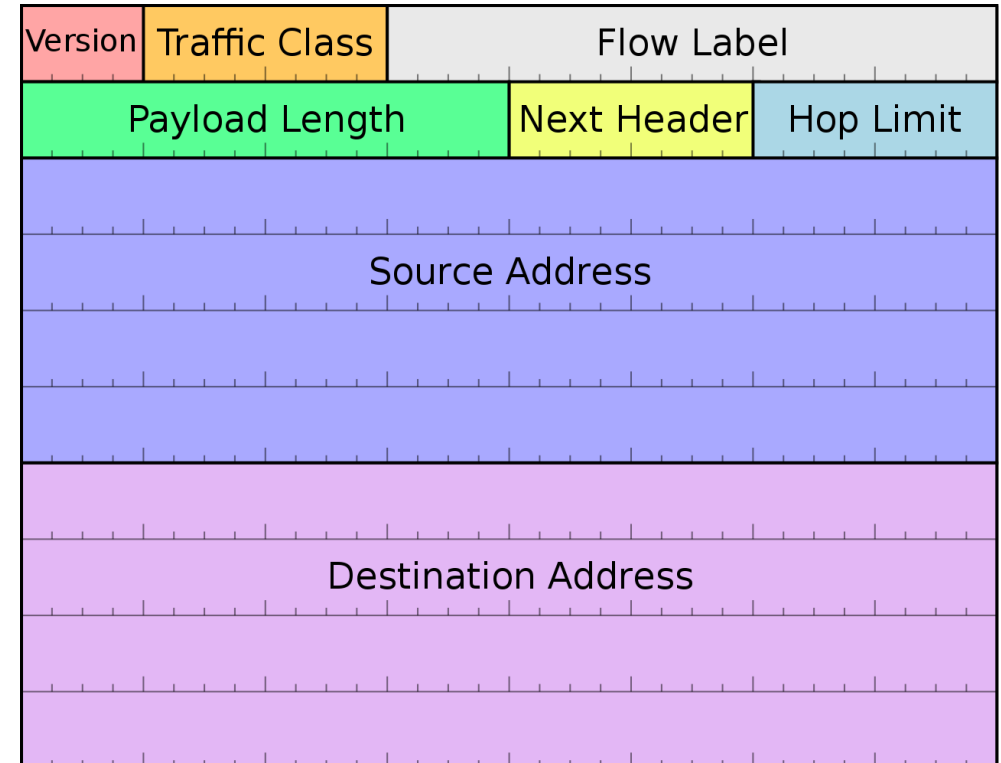 Version Traffic Class Flow Label
Payload Length Next Header Hop Limit
Source Address
Destination Address